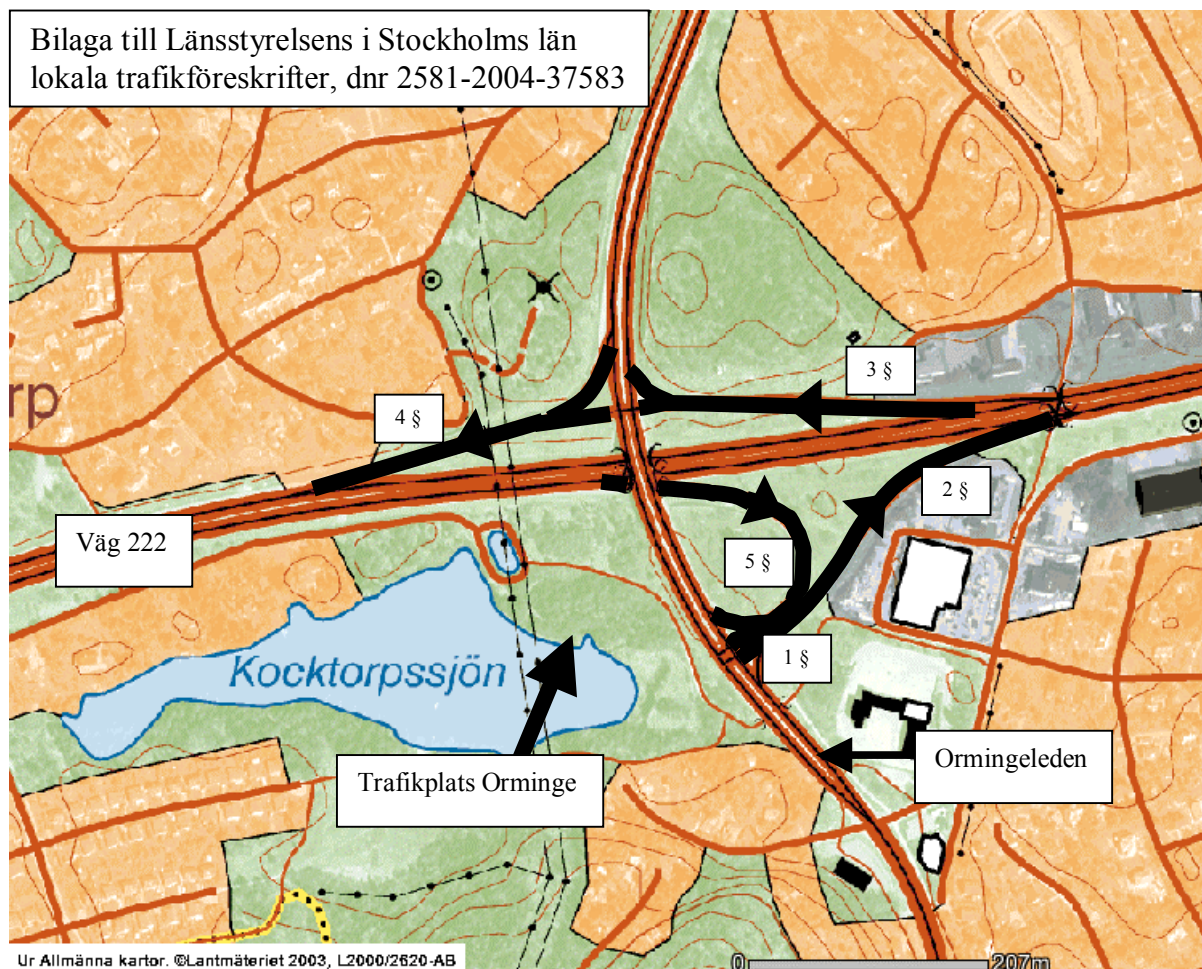 Bilaga till Länsstyrelsens i Stockholms län
lokala trafikföreskrifter, dnr 2581-2004-37583
rp
3 §
4 §
2 §
Väg 222
5 §
1 §
Kocktorpssjön
Trafikplats Orminge
Ormingeleden
Ur Allmänna kartor. ©Lantmäteriet 2003, L2000/2620-AB
0 207m